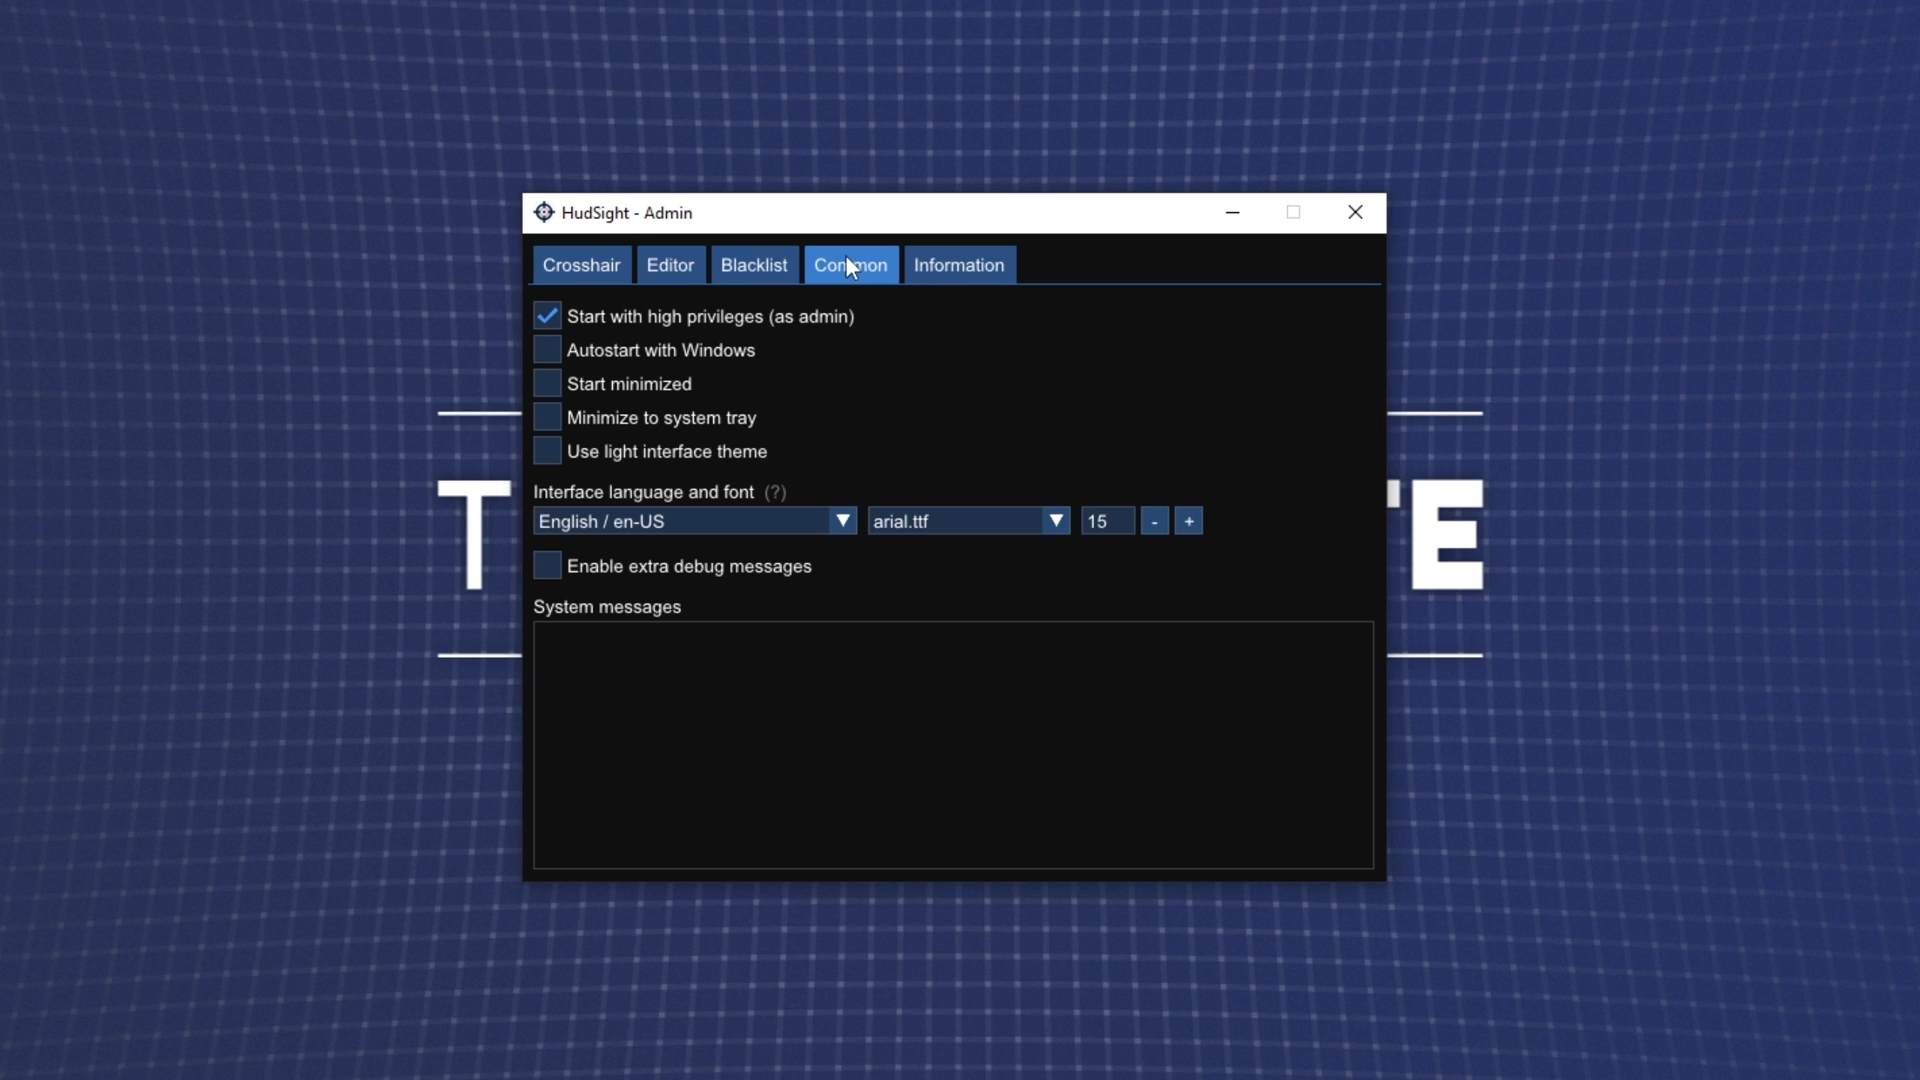 HudSight - Admin
Crosshair Editor Blacklist Common Information
Start with high privileges (as admin)
Autostart with Windows
Start minimized
Minimize to system tray
Use light interface theme
Interface language and font (?)
English / en-US arial.ttf 15 - +
T
E
Enable extra debug messages
System messages